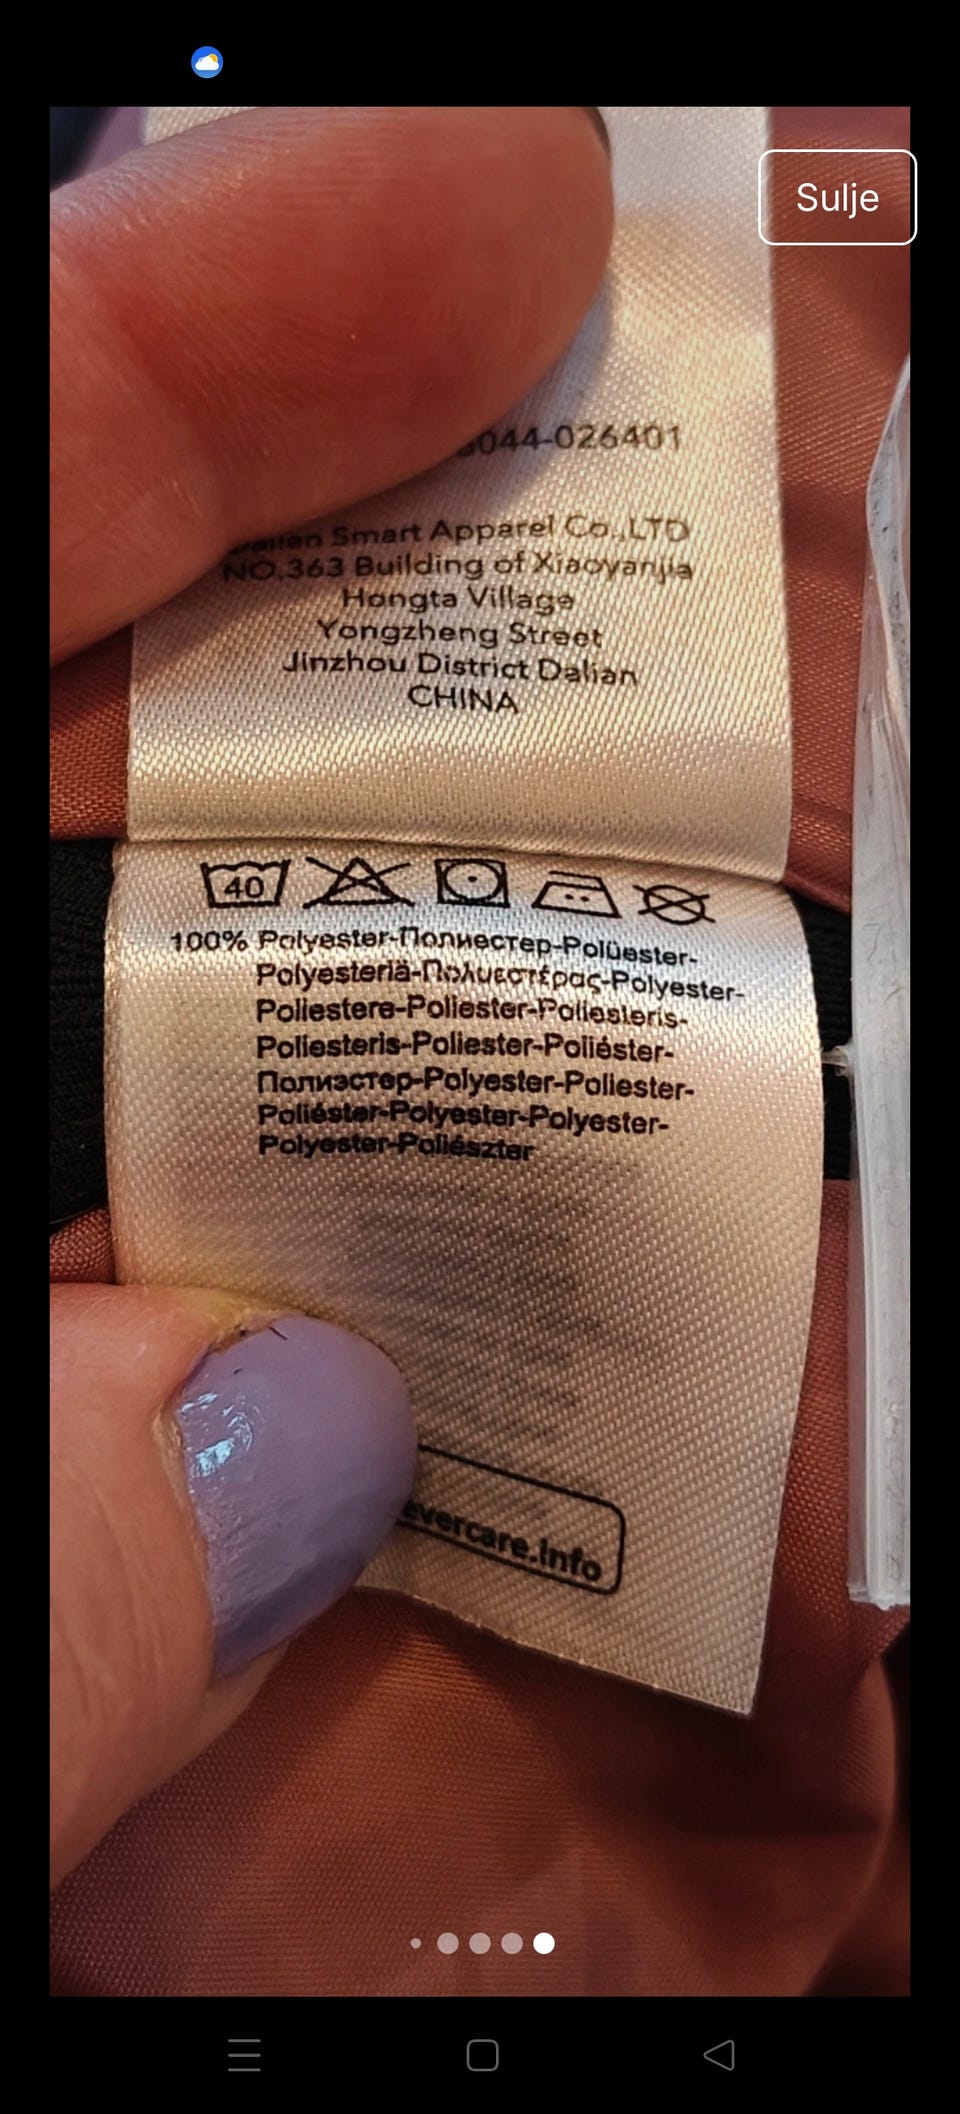 Sulje
044-026401
Smart Apparel Co.,LTD
NO.363 Building of Xiaoyanjia
Hongta Village
Yongzheng Street
Jinzhou District Dalian
CHINA
40
100% Polyester-Полиестер-Polüester-
Polyesteriä-Πολυεστέρας-Polyester-
Poliestere-Poliester-Poliesteris-
Poliesteris-Poliester-Poliéster-
Полиэстер-Polyester-Poliester-
Poliéster-Polyester-Polyester-
Polyester-Poliészter
evercare.info